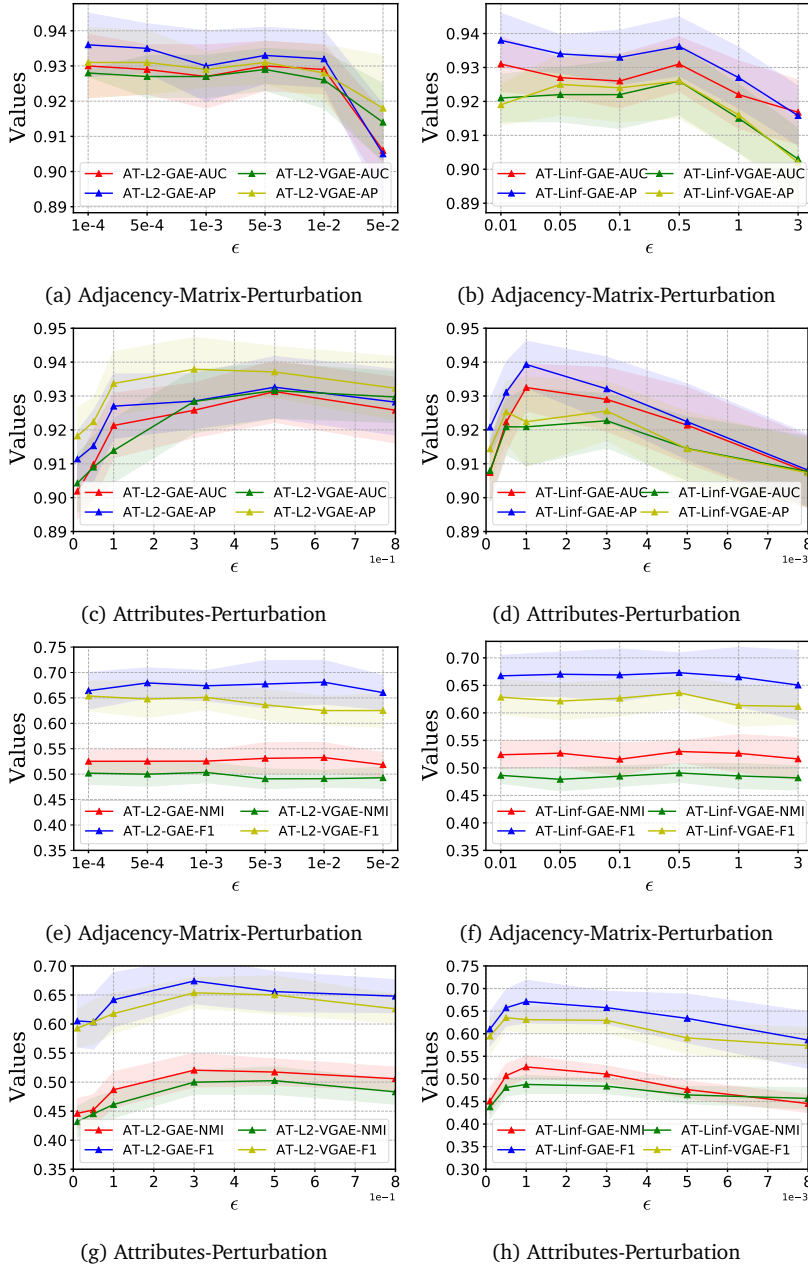 Values
0.94
0.93
0.92
0.91
0.90
0.89
AT-L2-GAE-AUC
AT-L2-GAE-AP
AT-L2-VGAE-AUC
AT-L2-VGAE-AP
1e-4 5e-4 1e-3 5e-3 1e-2 5e-2
ϵ
(a) Adjacency-Matrix-Perturbation
Values
0.94
0.93
0.92
0.91
0.90
0.89
AT-Linf-GAE-AUC
AT-Linf-GAE-AP
AT-Linf-VGAE-AUC
AT-Linf-VGAE-AP
0.01 0.05 0.1 0.5 1 3
ϵ
(b) Adjacency-Matrix-Perturbation
Values
0.95
0.94
0.93
0.92
0.91
0.90
0.89
AT-L2-GAE-AUC
AT-L2-GAE-AP
AT-L2-VGAE-AUC
AT-L2-VGAE-AP
0 1 2 3 4 5 6 7 8
1e-1
ϵ
(c) Attributes-Perturbation
Values
0.95
0.94
0.93
0.92
0.91
0.90
0.89
AT-Linf-GAE-AUC
AT-Linf-GAE-AP
AT-Linf-VGAE-AUC
AT-Linf-VGAE-AP
0 1 2 3 4 5 6 7 8
1e-3
ϵ
(d) Attributes-Perturbation
Values
0.75
0.70
0.65
0.60
0.55
0.50
0.45
0.40
0.35
AT-L2-GAE-NMI
AT-L2-GAE-F1
AT-L2-VGAE-NMI
AT-L2-VGAE-F1
1e-4 5e-4 1e-3 5e-3 1e-2 5e-2
ϵ
(e) Adjacency-Matrix-Perturbation
Values
0.70
0.65
0.60
0.55
0.50
0.45
0.40
0.35
AT-Linf-GAE-NMI
AT-Linf-GAE-F1
AT-Linf-VGAE-NMI
AT-Linf-VGAE-F1
0.01 0.05 0.1 0.5 1 3
ϵ
(f) Adjacency-Matrix-Perturbation
Values
0.70
0.65
0.60
0.55
0.50
0.45
0.40
0.35
AT-L2-GAE-NMI
AT-L2-GAE-F1
AT-L2-VGAE-NMI
AT-L2-VGAE-F1
0 1 2 3 4 5 6 7 8
1e-1
ϵ
(g) Attributes-Perturbation
Values
0.75
0.70
0.65
0.60
0.55
0.50
0.45
0.40
0.35
0.30
AT-Linf-GAE-NMI
AT-Linf-GAE-F1
AT-Linf-VGAE-NMI
AT-Linf-VGAE-F1
0 1 2 3 4 5 6 7 8
1e-3
ϵ
(h) Attributes-Perturbation